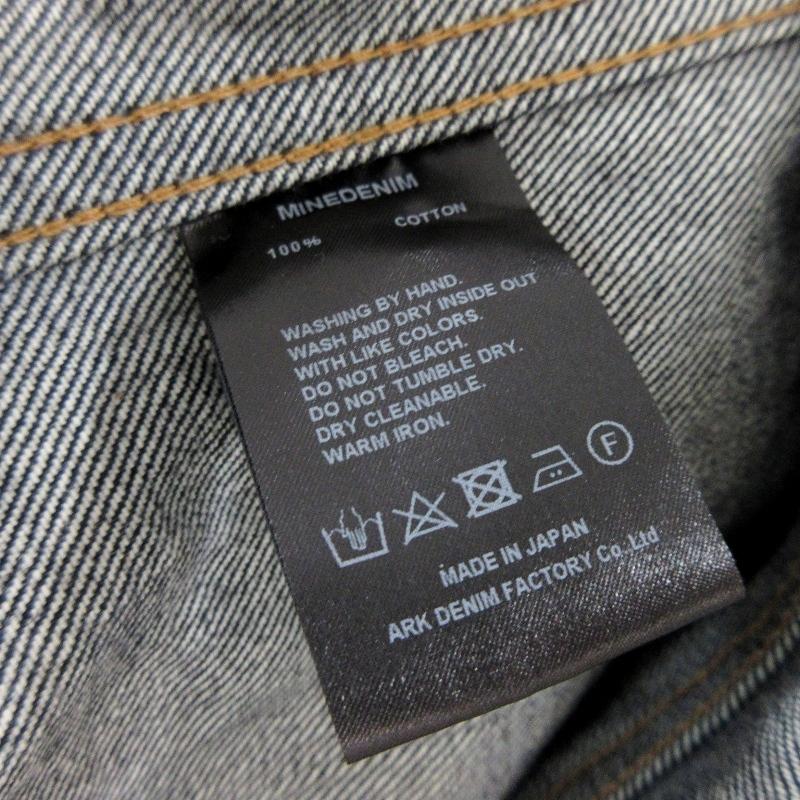 MINEDENIM
100% COTTON
WASHING BY HAND.
WASH AND DRY INSIDE OUT
WITH LIKE COLORS.
DO NOT BLEACH.
DO NOT TUMBLE DRY.
DRY CLEANABLE.
WARM IRON.
F
MADE IN JAPAN
ARK DENIM FACTORY Co. Ltd